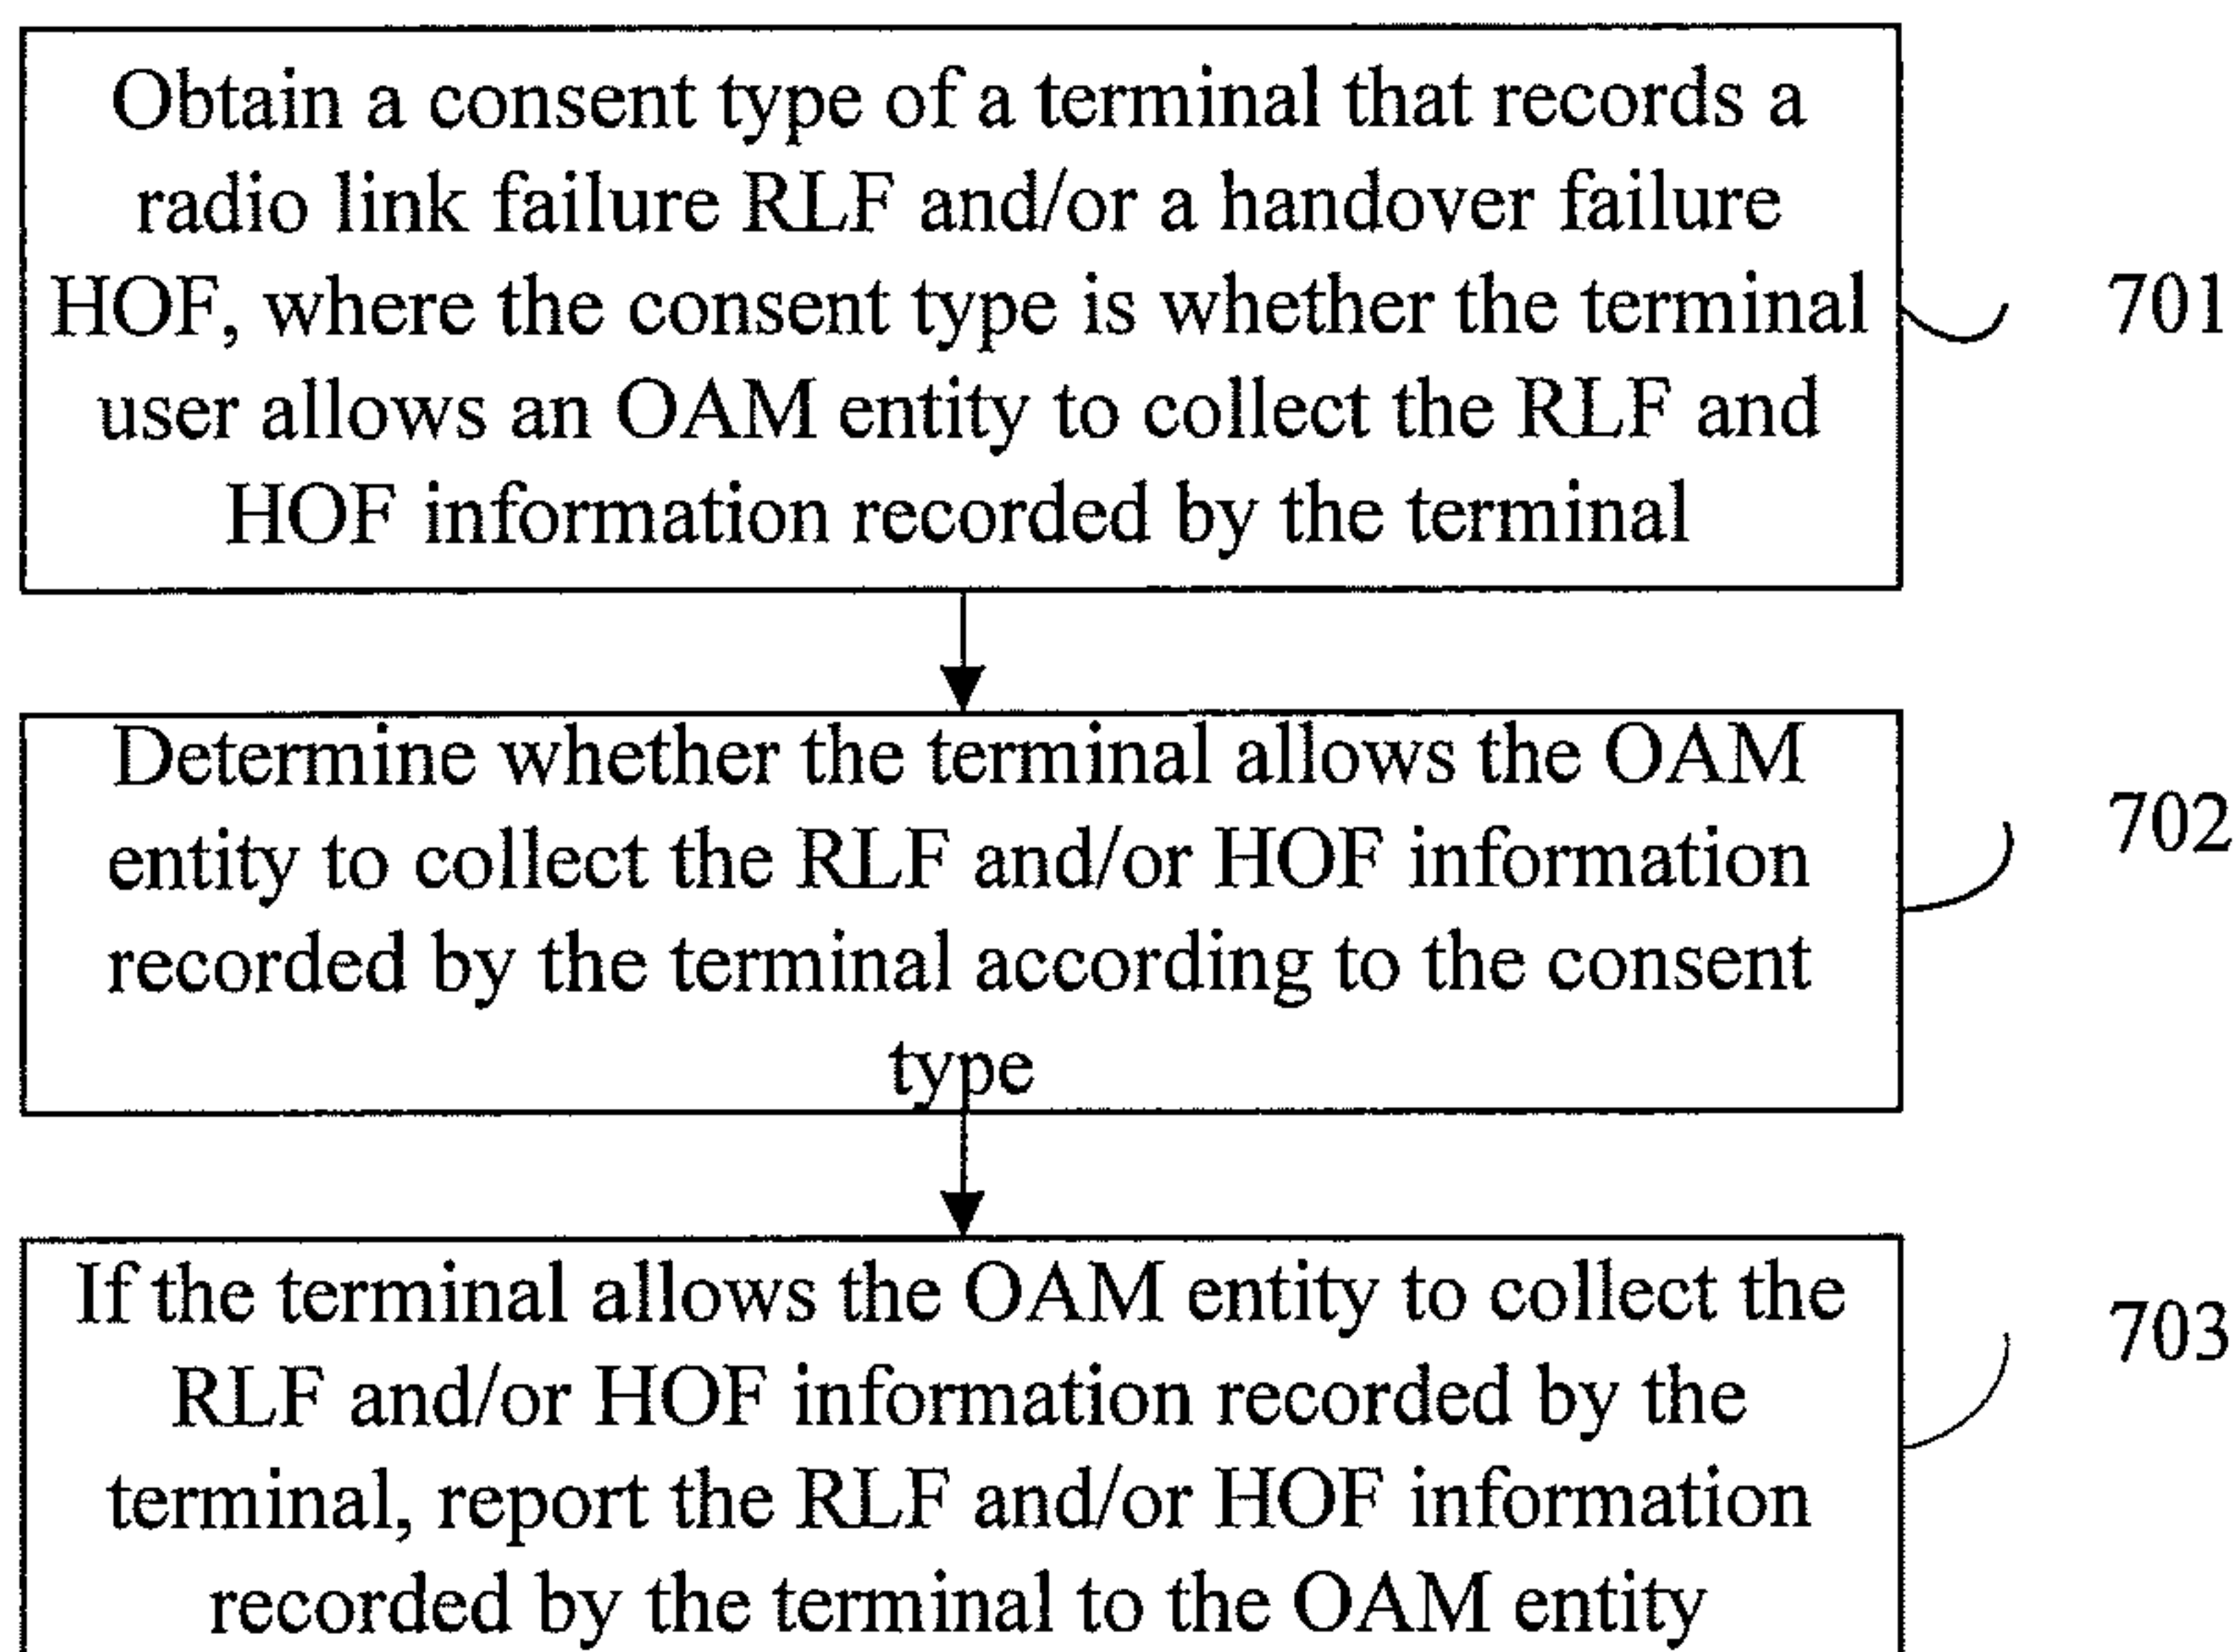 Obtain a consent type of a terminal that records a
radio link failure RLF and/or a handover failure
HOF, where the consent type is whether the terminal
user allows an OAM entity to collect the RLF and
HOF information recorded by the terminal
701
Determine whether the terminal allows the OAM
entity to collect the RLF and/or HOF information
recorded by the terminal according to the consent
type
702
If the terminal allows the OAM entity to collect the
RLF and/or HOF information recorded by the
terminal, report the RLF and/or HOF information
recorded by the terminal to the OAM entity
703